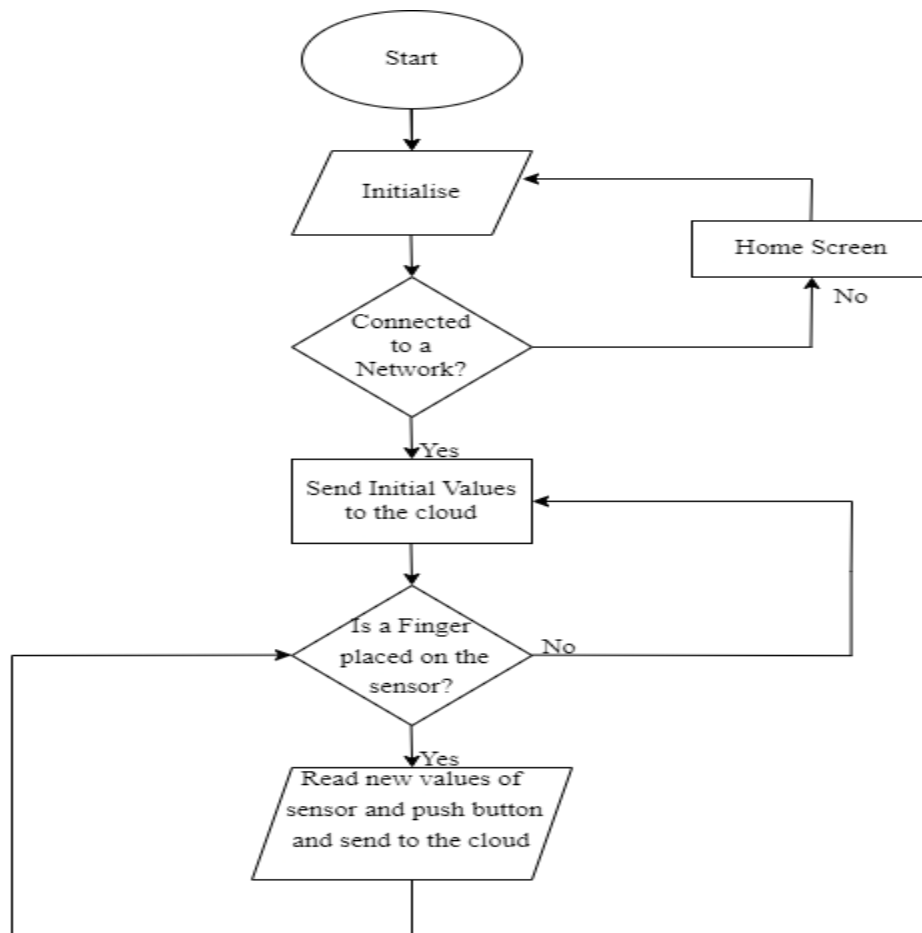 Start
Initialise
Home Screen
No
Connected
to a
Network?
Yes
Send Initial Values
to the cloud
Is a Finger
placed on the
sensor?
No
Yes
Read new values of
sensor and push button
and send to the cloud